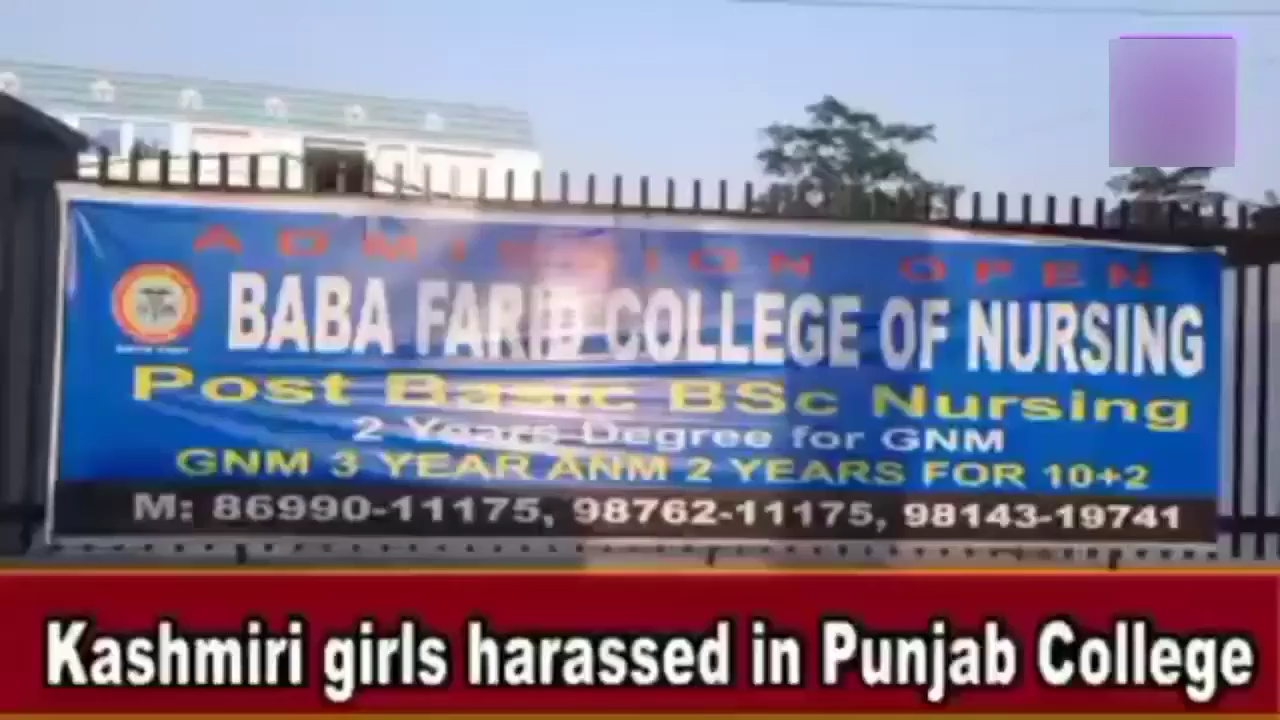 ADMISSION OPEN
BABA FARID COLLEGE OF NURSING
Post Basic BSc Nursing
2 Years Degree for GNM
GNM 3 YEAR ANM 2 YEARS FOR 10+2
M: 86990-11175, 98762-11175, 98143-19741
Kashmiri girls harassed in Punjab College